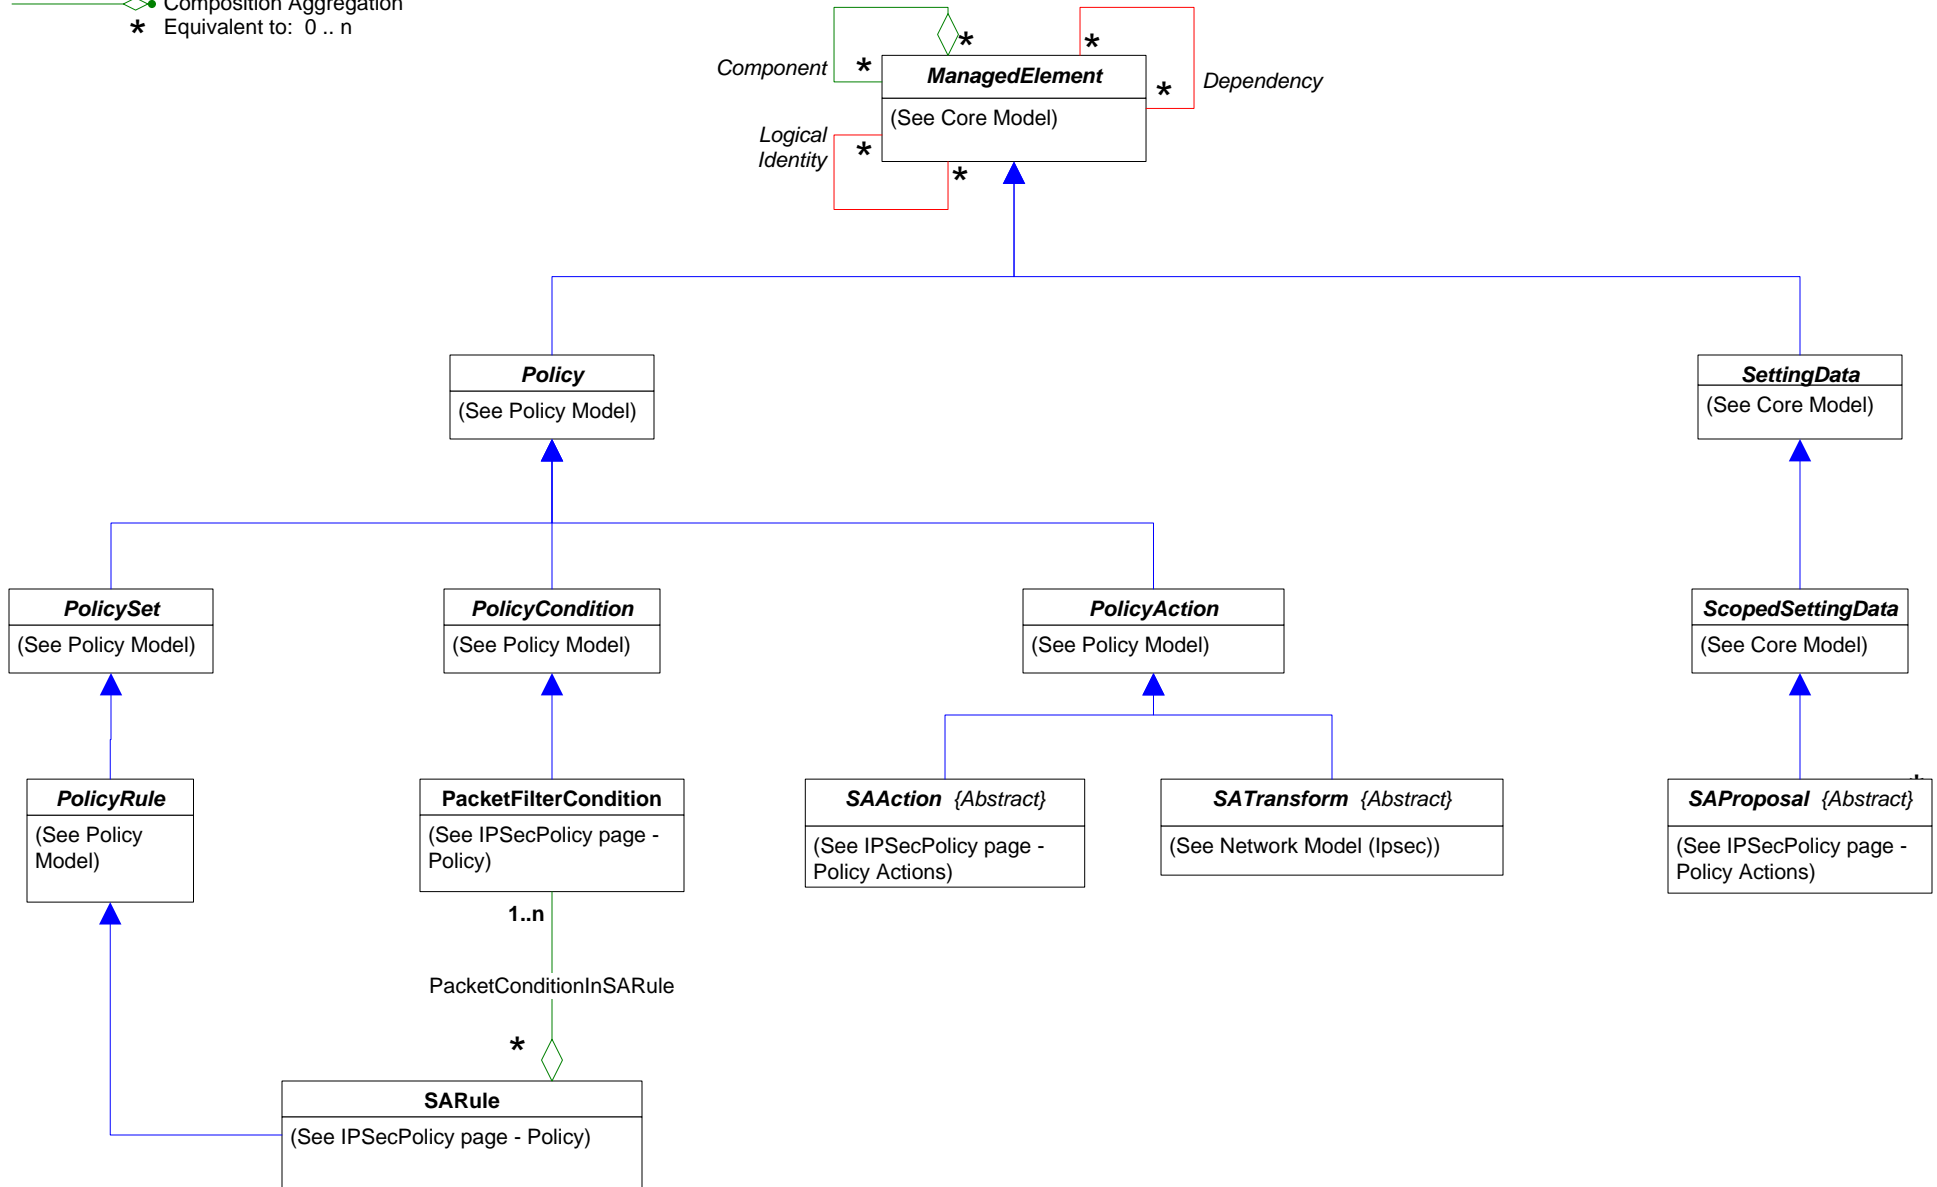 Composition Aggregation
* Equivalent to: 0 .. n
*
Component
*
ManagedElement
(See Core Model)
*
*
Dependency
Logical
Identity
*
*
Policy
(See Policy Model)
SettingData
(See Core Model)
PolicySet
(See Policy Model)
PolicyCondition
(See Policy Model)
PolicyAction
(See Policy Model)
ScopedSettingData
(See Core Model)
PolicyRule
(See Policy
Model)
PacketFilterCondition
(See IPSecPolicy page -
Policy)
SAAction {Abstract}
(See IPSecPolicy page -
Policy Actions)
SATransform {Abstract}
(See Network Model (Ipsec))
*
SAProposal {Abstract}
(See IPSecPolicy page -
Policy Actions)
1..n
PacketConditionInSARule
*
SARule
(See IPSecPolicy page - Policy)